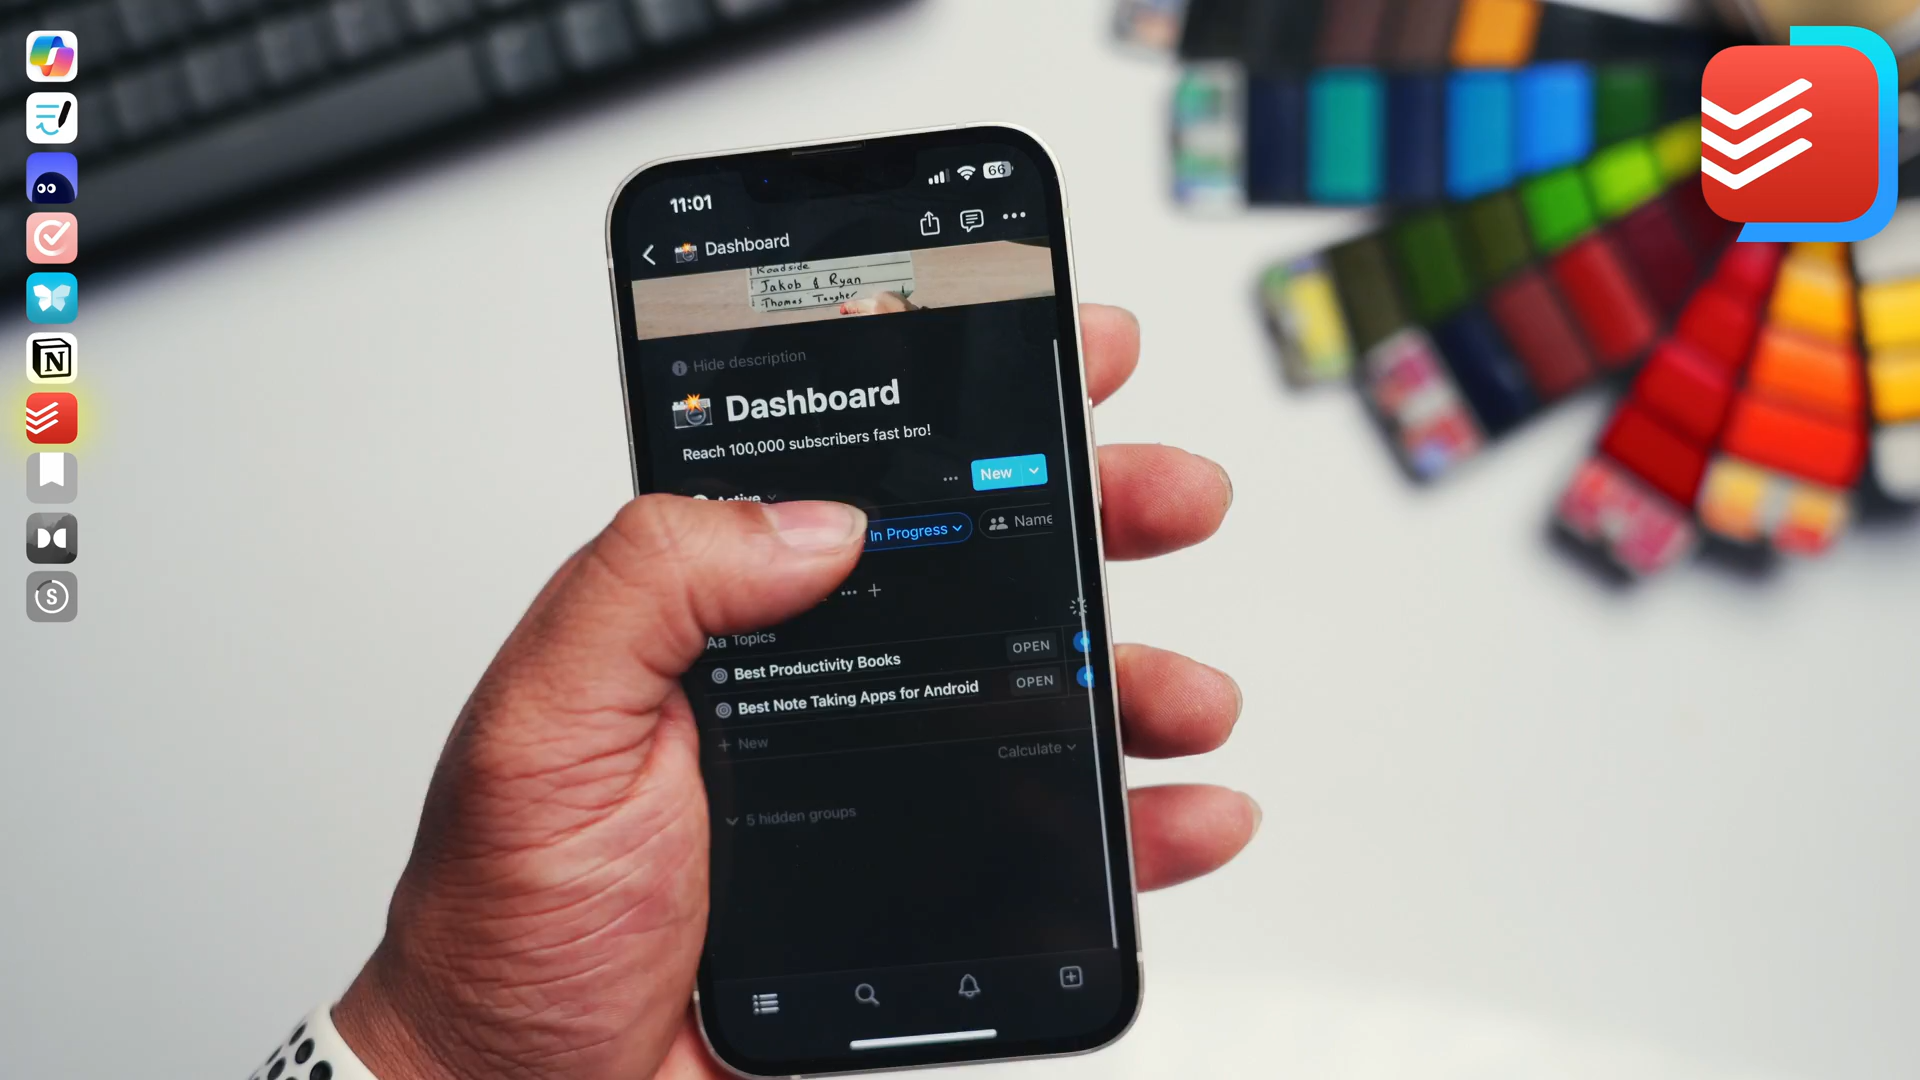 11:01
66
Dashboard
Roadside
Jakob & Ryan
Thomas Tougher
Hide description
Dashboard
Reach 100,000 subscribers fast bro!
New
Active
In Progress
Name
Aa Topics
Best Productivity Books
OPEN
Best Note Taking Apps for Android
OPEN
New
Calculate
5 hidden groups
N
S